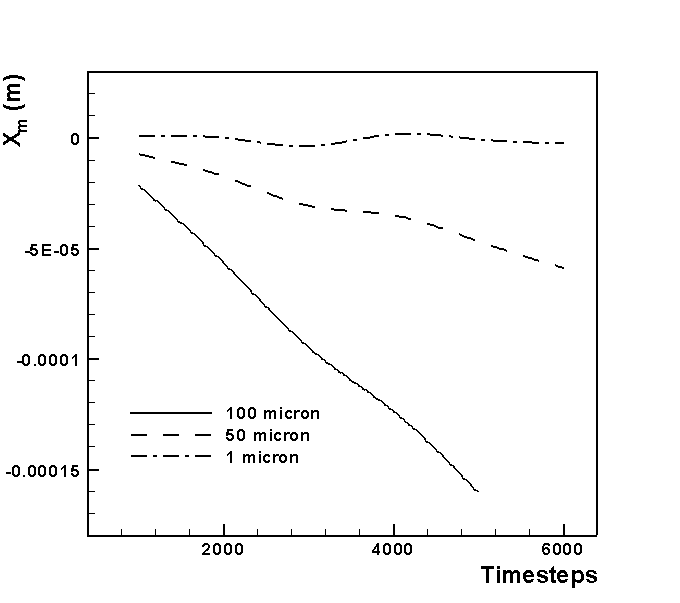 X_m (m)
0
-5E-05
-0.0001
-0.00015
100 micron
50 micron
1 micron
2000 4000 6000
Timesteps